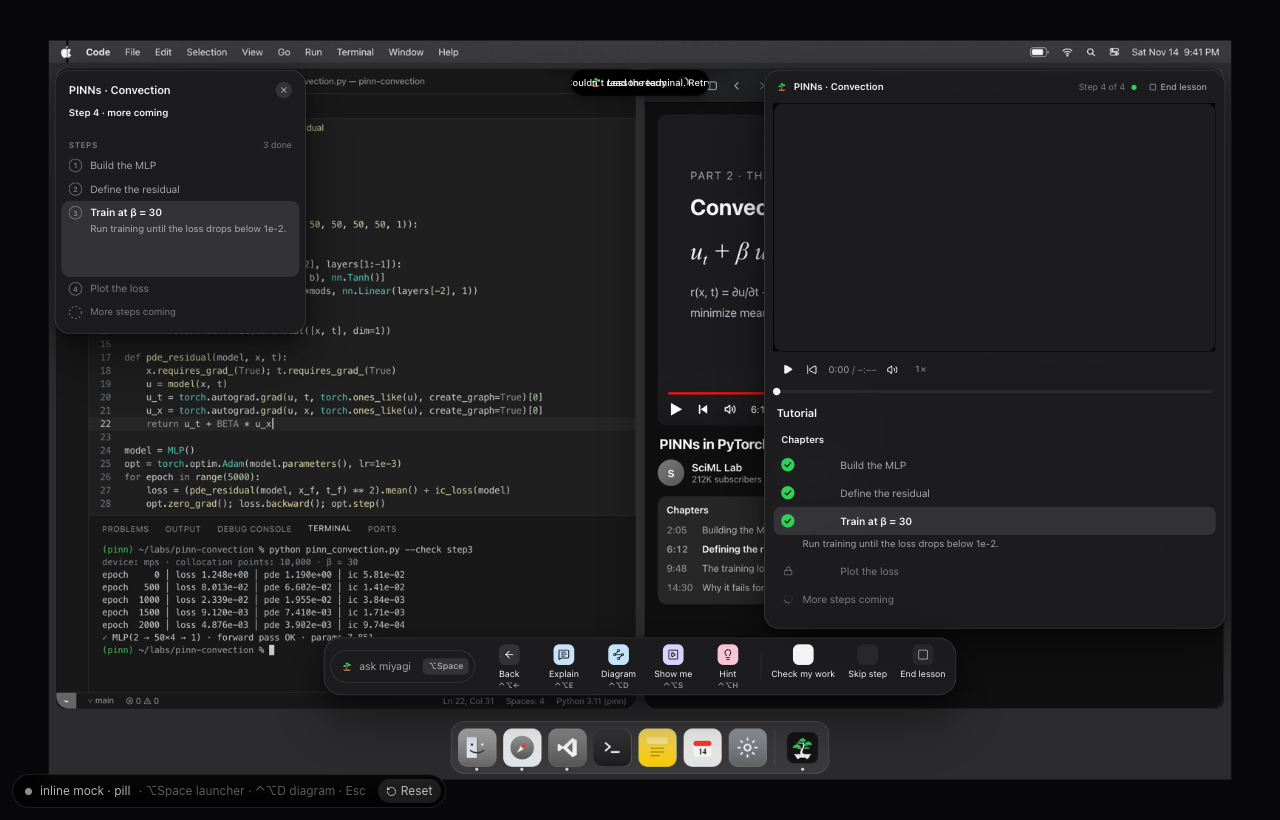 Code File Edit Selection View Go Run Terminal Window Help
Sat Nov 14 9:41 PM
PINNs · Convection
Step 4 · more coming
STEPS 3 done
1 Build the MLP
2 Define the residual
3 Train at β = 30
Run training until the loss drops below 1e-2.
4 Plot the loss
More steps coming
vection.py — pinn-convection
dual
50, 50, 50, 50, 1)):
2], layers[1:-1]):
b), nn.Tanh()]
mods, nn.Linear(layers[-2], 1))
([x, t], dim=1))
16
17 def pde_residual(model, x, t):
18 x.requires_grad_(True); t.requires_grad_(True)
19 u = model(x, t)
20 u_t = torch.autograd.grad(u, t, torch.ones_like(u), create_graph=True)[0]
21 u_x = torch.autograd.grad(u, x, torch.ones_like(u), create_graph=True)[0]
22 return u_t + BETA * u_x
23
24 model = MLP()
25 opt = torch.optim.Adam(model.parameters(), lr=1e-3)
26 for epoch in range(5000):
27 loss = (pde_residual(model, x_f, t_f) ** 2).mean() + ic_loss(model)
28 opt.zero_grad(); loss.backward(); opt.step()
PROBLEMS OUTPUT DEBUG CONSOLE TERMINAL PORTS
(pinn) ~/labs/pinn-convection % python pinn_convection.py --check step3
device: mps · collocation points: 10,000 · β = 30
epoch 0 | loss 1.248e+00 | pde 1.190e+00 | ic 5.81e-02
epoch 500 | loss 8.013e-02 | pde 6.602e-02 | ic 1.41e-02
epoch 1000 | loss 2.339e-02 | pde 1.955e-02 | ic 3.84e-03
epoch 1500 | loss 9.120e-03 | pde 7.410e-03 | ic 1.71e-03
epoch 2000 | loss 4.876e-03 | pde 3.902e-03 | ic 9.74e-04
✓ MLP(2 → 50×4 → 1) · forward pass OK · params 7,851
(pinn) ~/labs/pinn-convection %
main 0 0 Ln 22, Col 31 Spaces: 4 Python 3.11 (pinn)
PART 2 · TH
Convec
u_t + β u
r(x, t) = ∂u/∂t
minimize mea
6:1
PINNs in PyTorc
S SciML Lab
212K subscribers
Chapters
2:05 Building the M
6:12 Defining the r
9:48 The training lo
14:30 Why it fails for
PINNs · Convection Step 4 of 4 End lesson
0:00 / –:–– 1×
Tutorial
Chapters
Build the MLP
Define the residual
Train at β = 30
Run training until the loss drops below 1e-2.
Plot the loss
More steps coming
ask miyagi ⌥Space
Back ⌃⌥←
Explain ⌃⌥E
Diagram ⌃⌥D
Show me ⌃⌥S
Hint ⌃⌥H
Check my work
Skip step
End lesson
14
inline mock · pill · ⌥Space launcher · ⌃⌥D diagram · Esc Reset